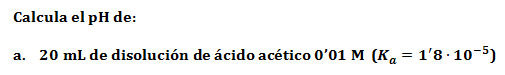 Calcula el pH de:
a. 20 mL de disolución de ácido acético 0'01 M (Kₐ = 1'8 · 10⁻⁵)